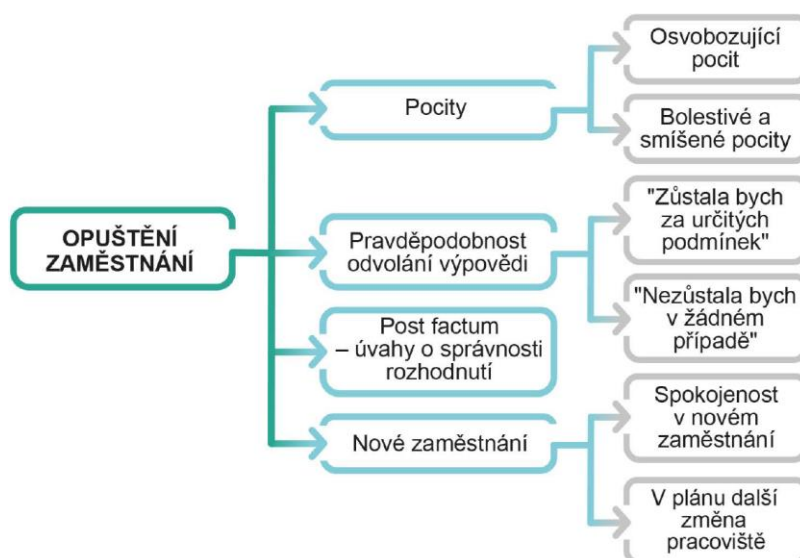 OPUŠTĚNÍ
ZAMĚSTNÁNÍ
Pocity
Osvobozující
pocit
Bolestivé a
smíšené pocity
Pravděpodobnost
odvolání výpovědi
"Zůstala bych
za určitých
podmínek"
"Nezůstala bych
v žádném
případě"
Post factum
– úvahy o správnosti
rozhodnutí
Nové zaměstnání
Spokojenost
v novém
zaměstnání
V plánu další
změna
pracoviště